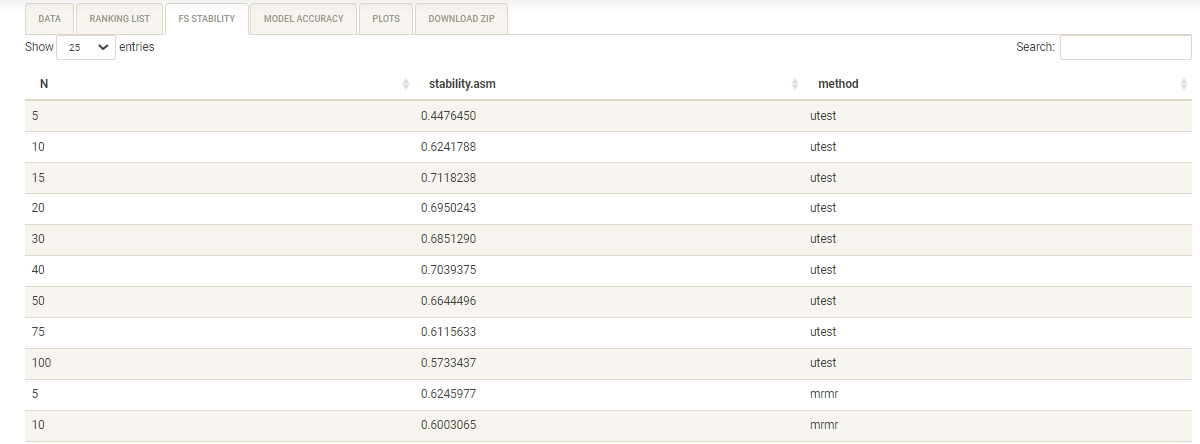 DATA RANKING LIST FS STABILITY MODEL ACCURACY PLOTS DOWNLOAD ZIP
Show 25 entries Search:
N stability.asm method
5 0.4476450 utest
10 0.6241788 utest
15 0.7118238 utest
20 0.6950243 utest
30 0.6851290 utest
40 0.7039375 utest
50 0.6644496 utest
75 0.6115633 utest
100 0.5733437 utest
5 0.6245977 mrmr
10 0.6003065 mrmr